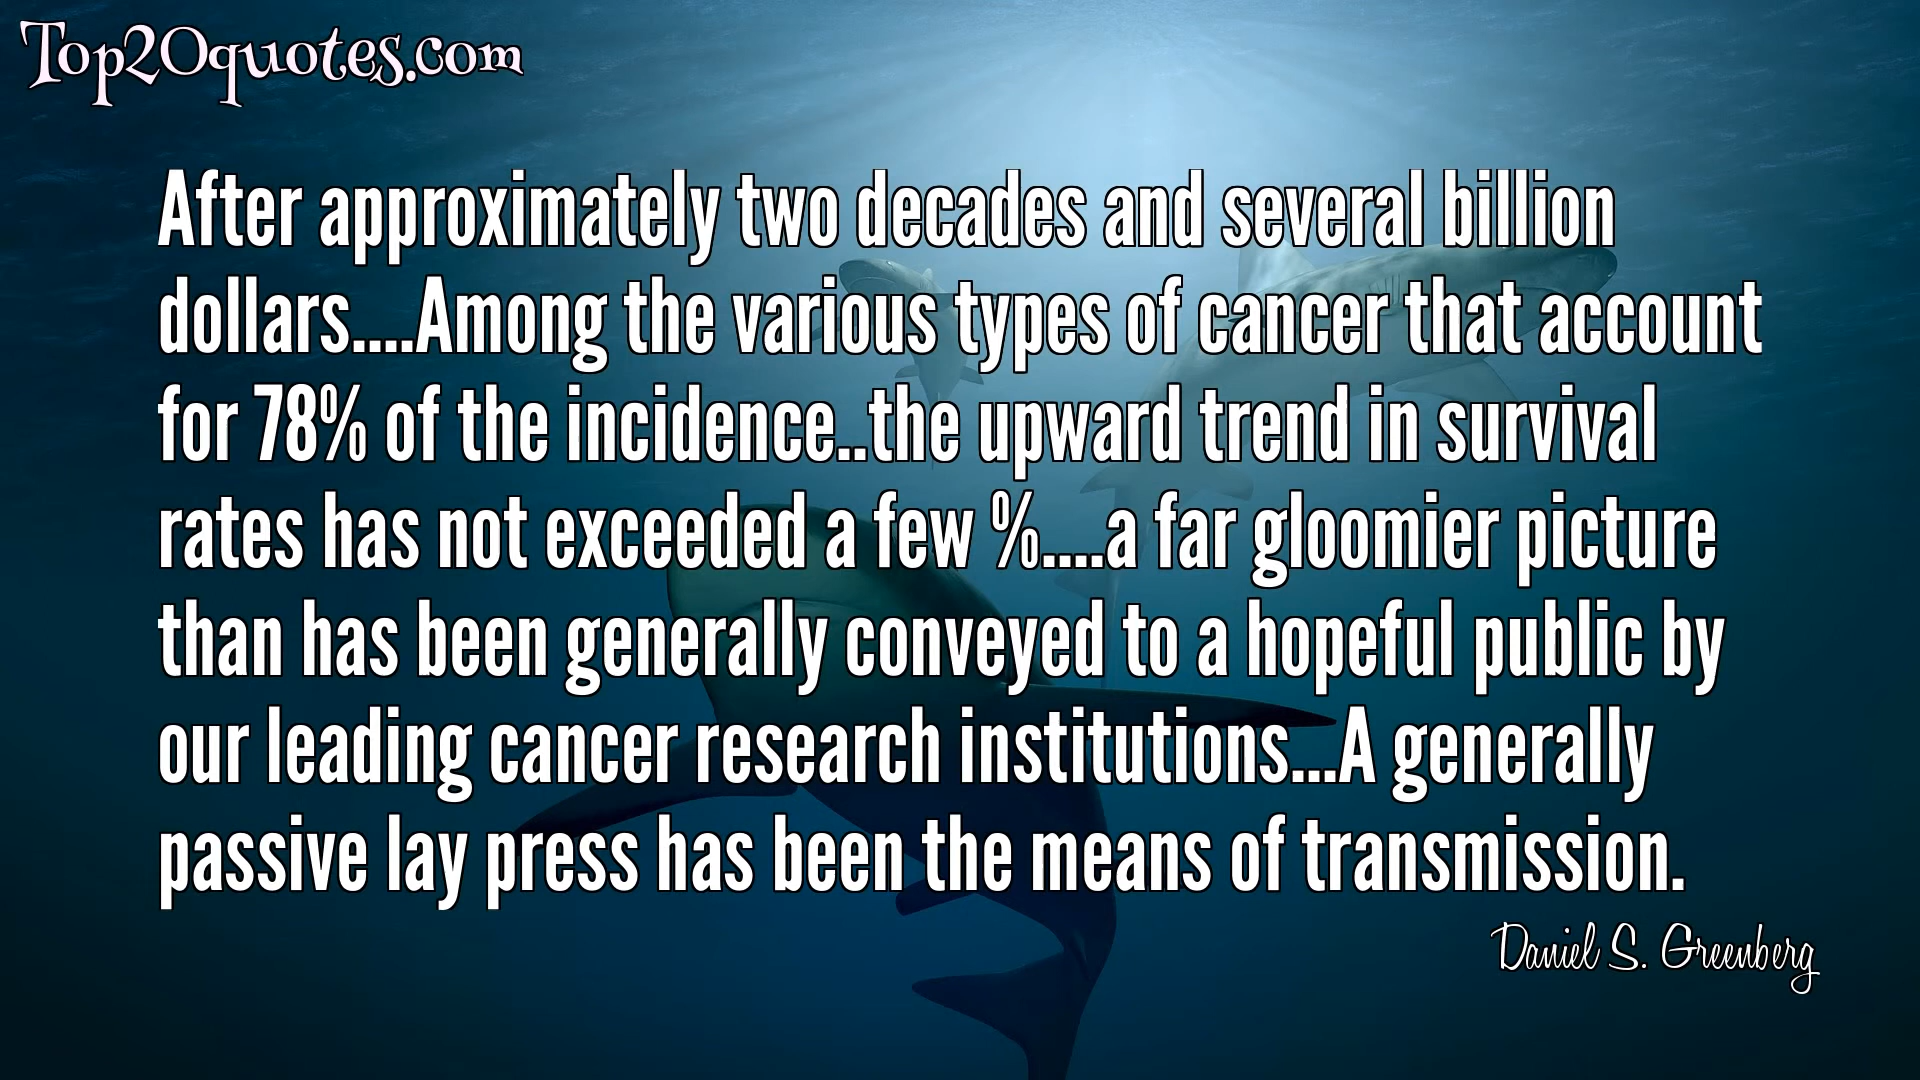 Top20quotes.com
After approximately two decades and several billion
dollars....Among the various types of cancer that account
for 78% of the incidence..the upward trend in survival
rates has not exceeded a few %....a far gloomier picture
than has been generally conveyed to a hopeful public by
our leading cancer research institutions...A generally
passive lay press has been the means of transmission.
Daniel S. Greenberg